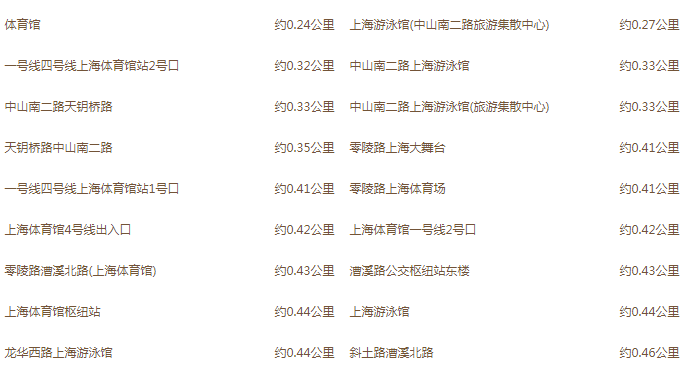 体育馆 约0.24公里 上海游泳馆(中山南二路旅游集散中心) 约0.27公里
一号线四号线上海体育馆站2号口 约0.32公里 中山南二路上海游泳馆 约0.33公里
中山南二路天钥桥路 约0.33公里 中山南二路上海游泳馆(旅游集散中心) 约0.33公里
天钥桥路中山南二路 约0.35公里 零陵路上海大舞台 约0.41公里
一号线四号线上海体育馆站1号口 约0.41公里 零陵路上海体育场 约0.41公里
上海体育馆4号线出入口 约0.42公里 上海体育馆一号线2号口 约0.42公里
零陵路漕溪北路(上海体育馆) 约0.43公里 漕溪路公交枢纽站东楼 约0.43公里
上海体育馆枢纽站 约0.44公里 上海游泳馆 约0.44公里
龙华西路上海游泳馆 约0.44公里 斜土路漕溪北路 约0.46公里